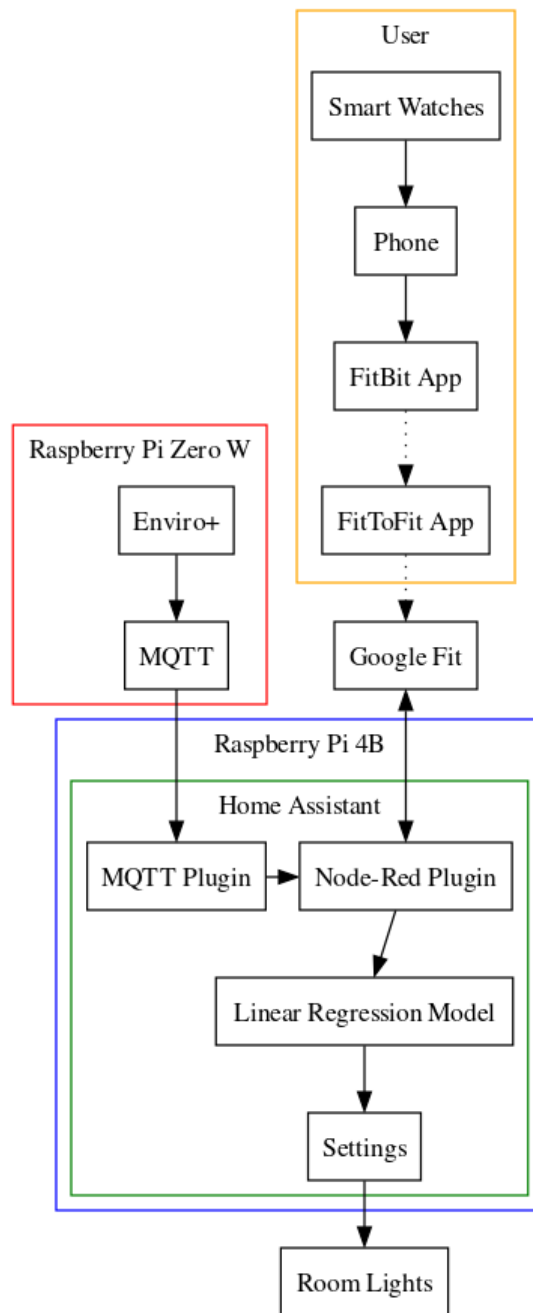 User
Smart Watches
Phone
FitBit App
Raspberry Pi Zero W
Enviro+
FitToFit App
MQTT
Google Fit
Raspberry Pi 4B
Home Assistant
MQTT Plugin
Node-Red Plugin
Linear Regression Model
Settings
Room Lights